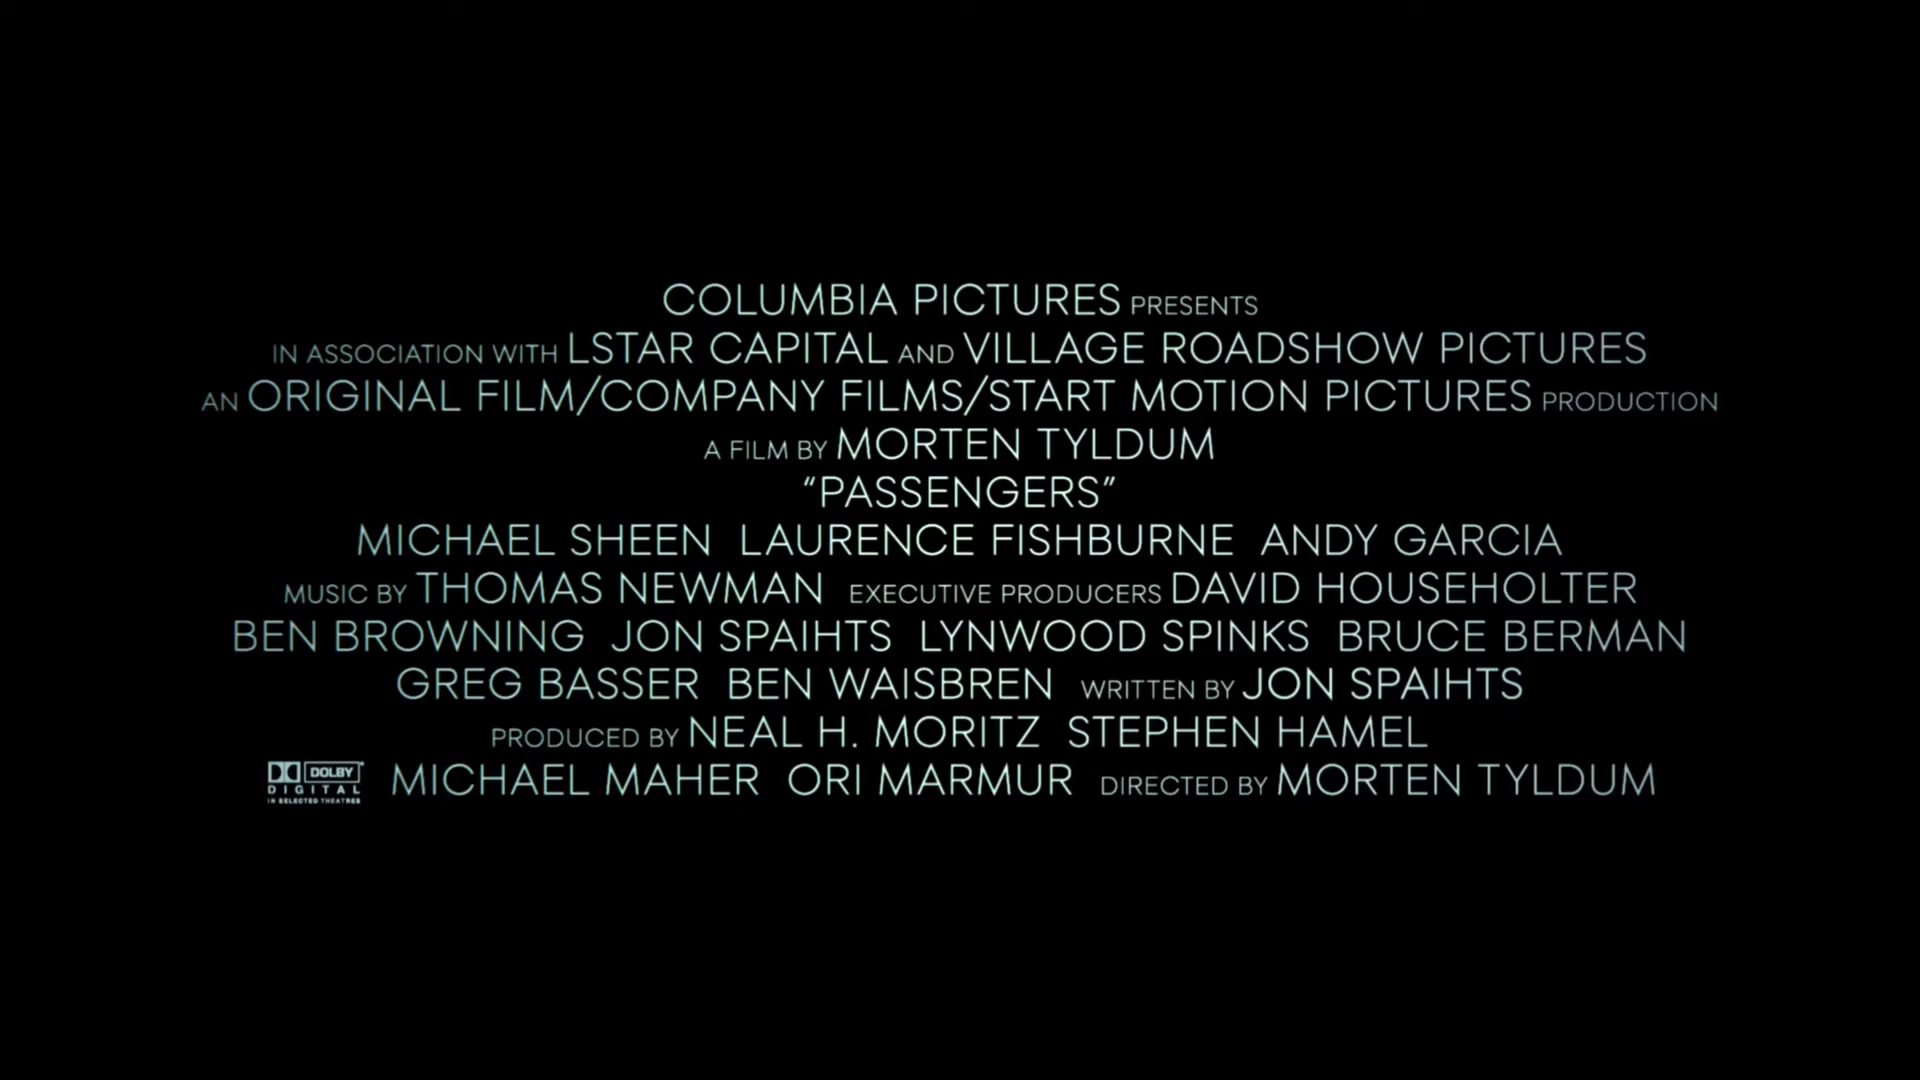 COLUMBIA PICTURES PRESENTS
IN ASSOCIATION WITH LSTAR CAPITAL AND VILLAGE ROADSHOW PICTURES
AN ORIGINAL FILM/COMPANY FILMS/START MOTION PICTURES PRODUCTION
A FILM BY MORTEN TYLDUM
“PASSENGERS”
MICHAEL SHEEN LAURENCE FISHBURNE ANDY GARCIA
MUSIC BY THOMAS NEWMAN EXECUTIVE PRODUCERS DAVID HOUSEHOLTER
BEN BROWNING JON SPAIHTS LYNWOOD SPINKS BRUCE BERMAN
GREG BASSER BEN WAISBREN WRITTEN BY JON SPAIHTS
PRODUCED BY NEAL H. MORITZ STEPHEN HAMEL
MICHAEL MAHER ORI MARMUR DIRECTED BY MORTEN TYLDUM
DOLBY
DIGITAL
IN SELECTED THEATRES